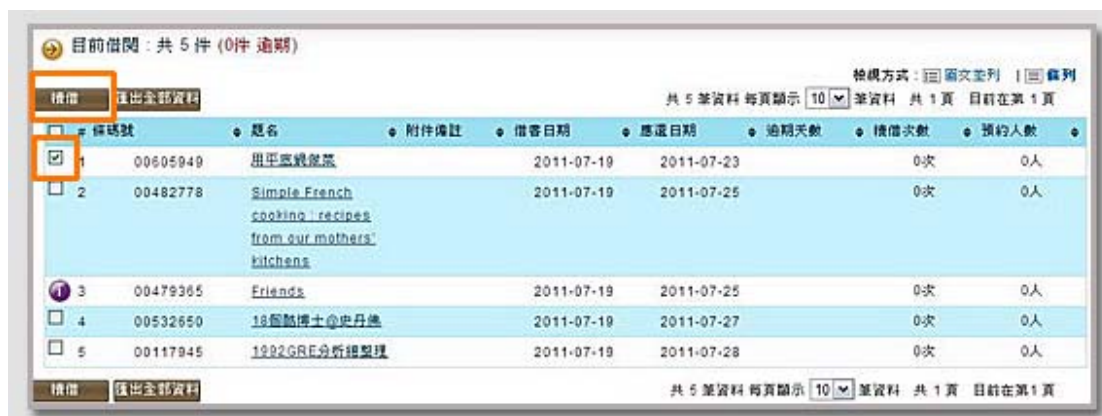 目前借閱：共 5 件 (0件 逾期)
檢視方式：圖文並列 | 條列
續借 匯出全部資料 共 5 筆資料 每頁顯示 10 筆資料 共 1 頁 目前在第 1 頁
# 條碼號 題名 附件備註 借書日期 應還日期 逾期天數 續借次數 預約人數
1 00605949 用平底鍋做菜 2011-07-19 2011-07-23 0次 0人
2 00482778 Simple French 2011-07-19 2011-07-25 0次 0人
cooking : recipes
from our mothers'
kitchens
3 00479365 Friends 2011-07-19 2011-07-25 0次 0人
4 00532650 18個酷博士@史丹佛 2011-07-19 2011-07-27 0次 0人
5 00117945 1992GRE分析組整理 2011-07-19 2011-07-28 0次 0人
續借 匯出全部資料 共 5 筆資料 每頁顯示 10 筆資料 共 1 頁 目前在第1 頁